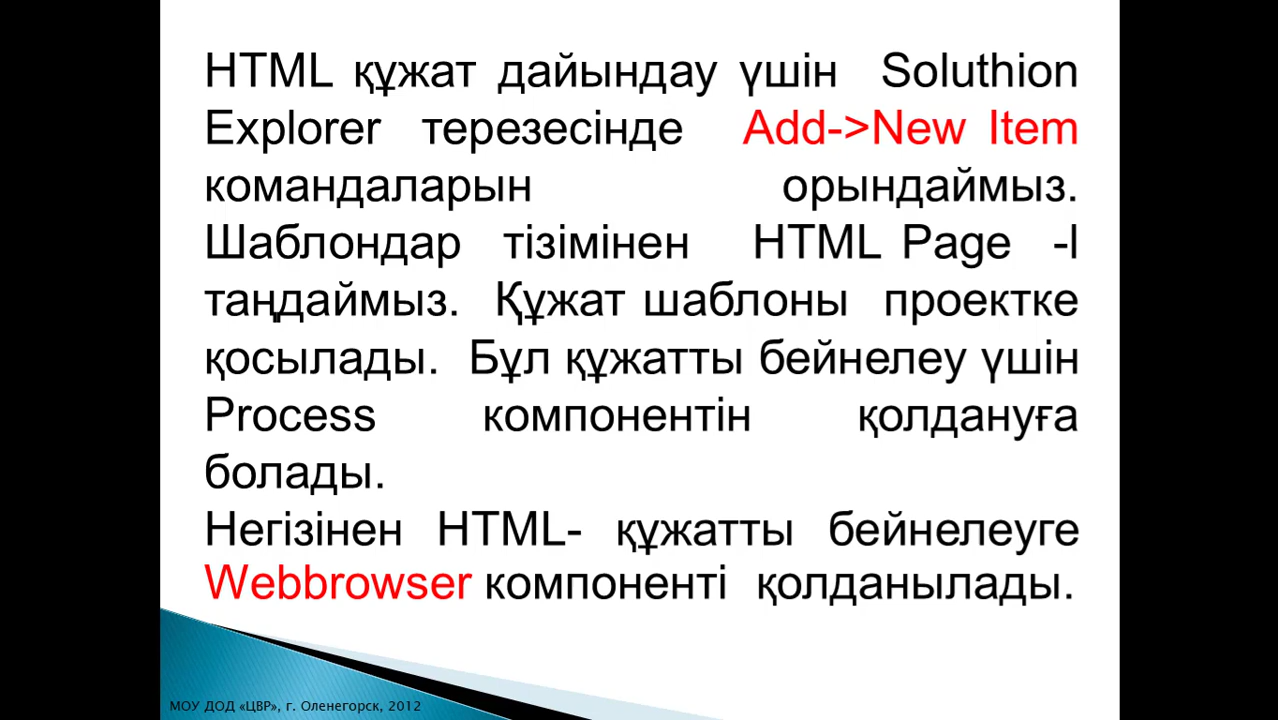 HTML құжат дайындау үшін Soluthion
Explorer терезесінде Add->New Item
командаларын орындаймыз.
Шаблондар тізімінен HTML Page -І
таңдаймыз. Құжат шаблоны проектке
қосылады. Бұл құжатты бейнелеу үшін
Process компонентін қолдануға
болады.
Негізінен HTML- құжатты бейнелеуге
Webbrowser компоненті қолданылады.
МОУ ДОД «ЦВР», г. Оленегорск, 2012